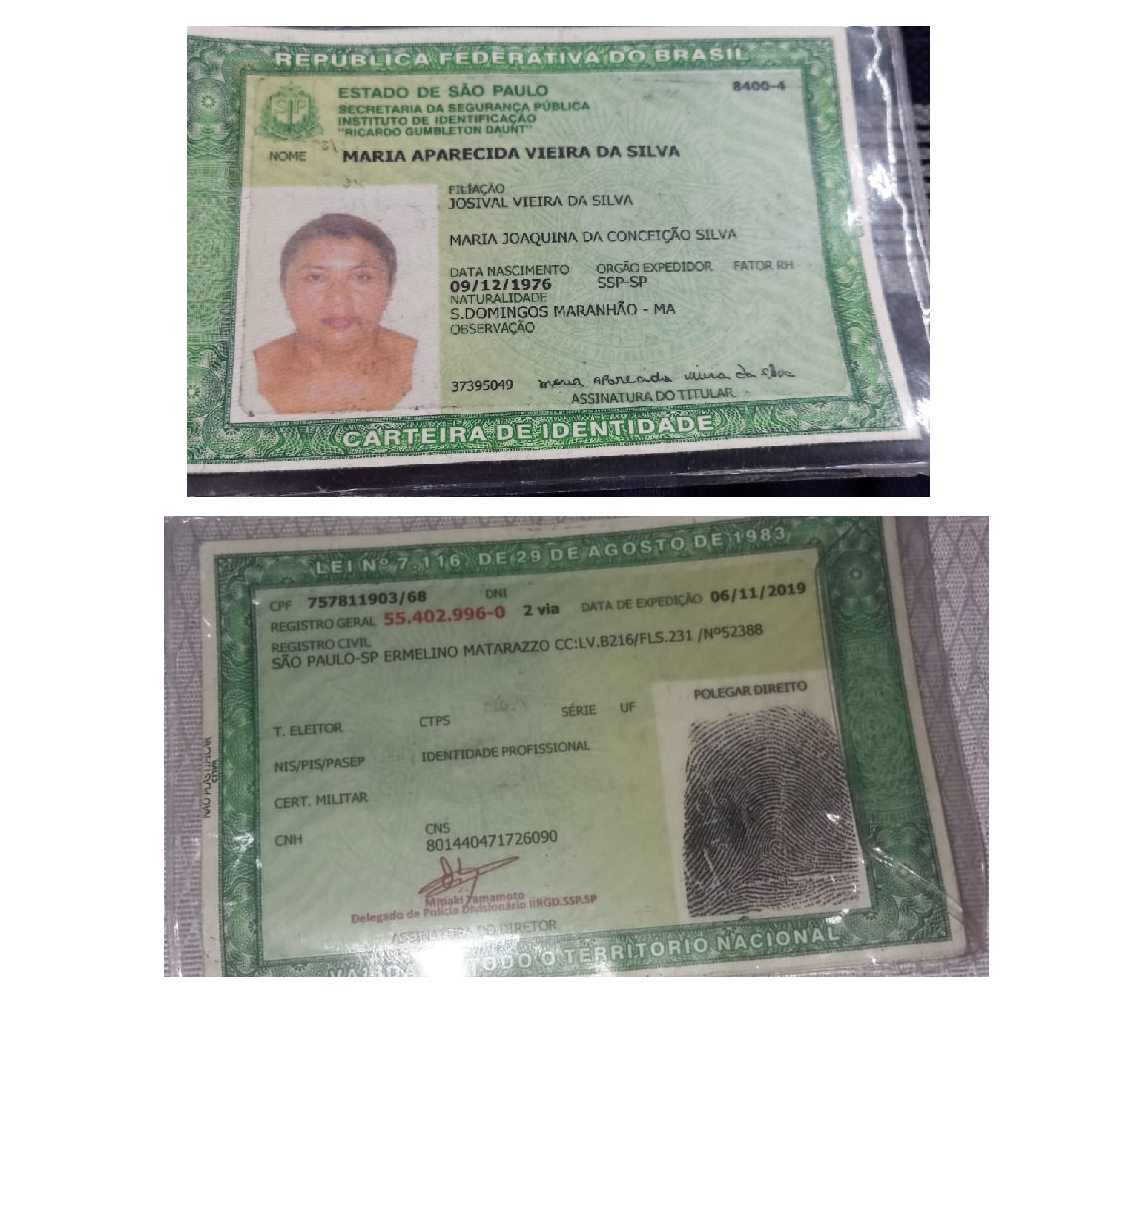 REPÚBLICA FEDERATIVA DO BRASIL
8400-4
ESTADO DE SÃO PAULO
SECRETARIA DA SEGURANÇA PÚBLICA
INSTITUTO DE IDENTIFICAÇÃO
"RICARDO GUMBLETON DAUNT"
NOME MARIA APARECIDA VIEIRA DA SILVA
FILIAÇÃO
JOSIVAL VIEIRA DA SILVA
MARIA JOAQUINA DA CONCEIÇÃO SILVA
DATA NASCIMENTO ORGÃO EXPEDIDOR FATOR RH
09/12/1976 SSP-SP
NATURALIDADE
S.DOMINGOS MARANHÃO - MA
OBSERVAÇÃO
37395049 maria aparecida vieira da silva
ASSINATURA DO TITULAR
CARTEIRA DE IDENTIDADE
LEI Nº 7.116, DE 29 DE AGOSTO DE 1983
CPF 757811903/68 DNI
REGISTRO GERAL 55.402.996-0 2 via DATA DE EXPEDIÇÃO 06/11/2019
REGISTRO CIVIL
SÃO PAULO-SP ERMELINO MATARAZZO CC:LV.B216/FLS.231 /Nº52388
POLEGAR DIREITO
T. ELEITOR CTPS SÉRIE UF
NIS/PIS/PASEP IDENTIDADE PROFISSIONAL
CERT. MILITAR
CNH CNS
801440471726090
Mitiaki Yamamoto
Delegado de Polícia Divisionário IIRGD.SSP.SP
ASSINATURA DO DIRETOR
TODO O TERRITÓRIO NACIONAL
NÃO PLASTIFICAR